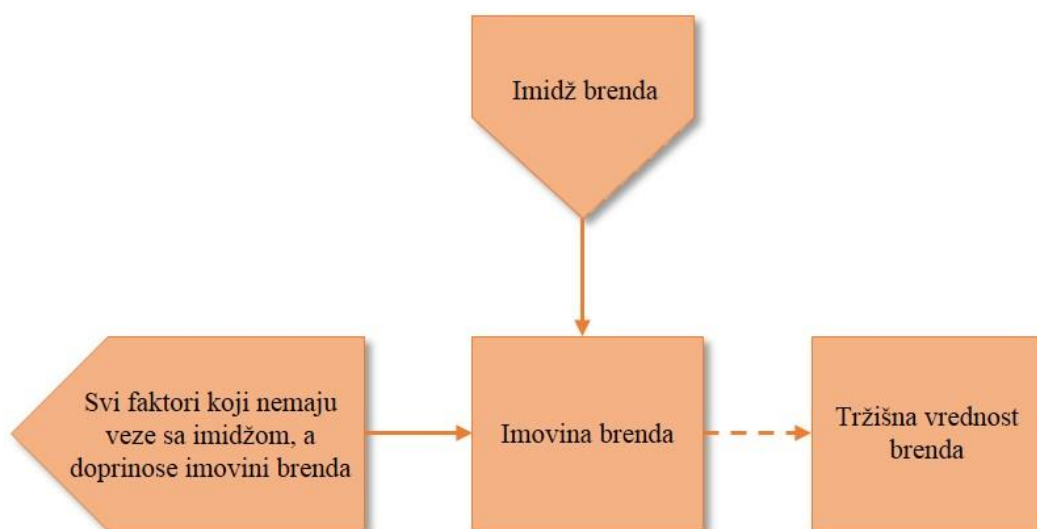 Imidž brenda
Svi faktori koji nemaju
veze sa imidžom, a
doprinose imovini brenda
Imovina brenda
Tržišna vrednost
brenda